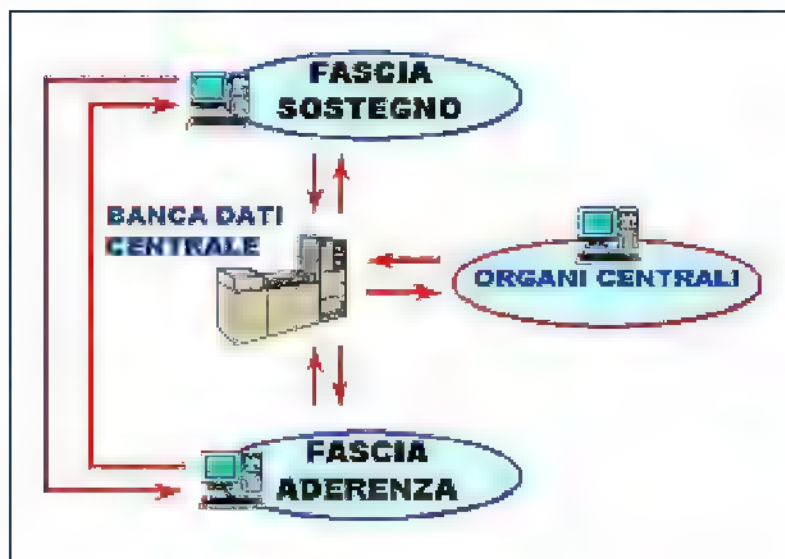 FASCIA
SOSTEGNO
BANCA DATI
CENTRALE
ORGANI CENTRALI
FASCIA
ADERENZA